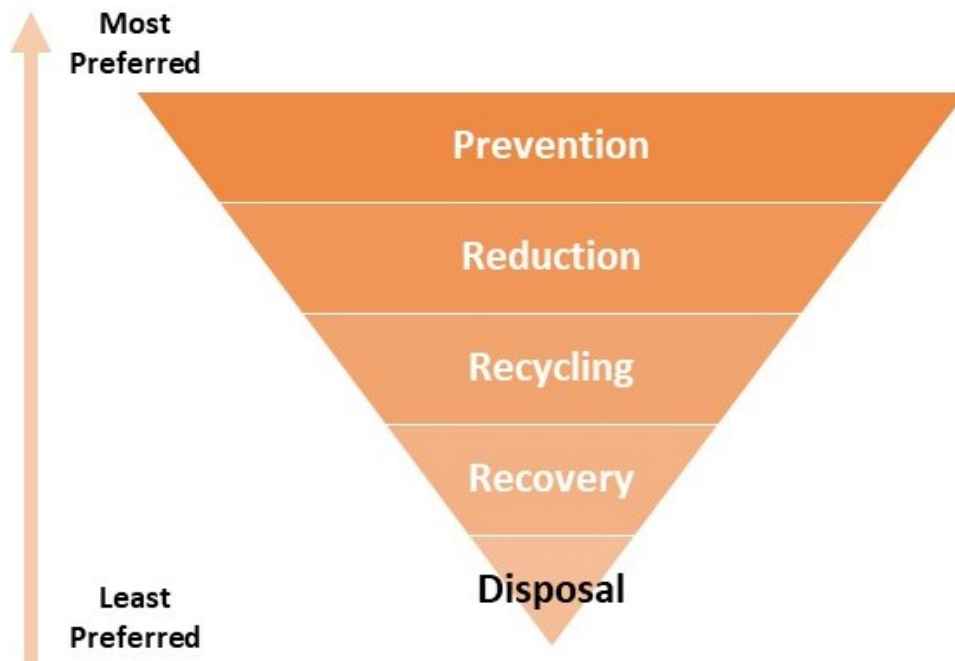 Most
Preferred
Prevention
Reduction
Recycling
Recovery
Disposal
Least
Preferred